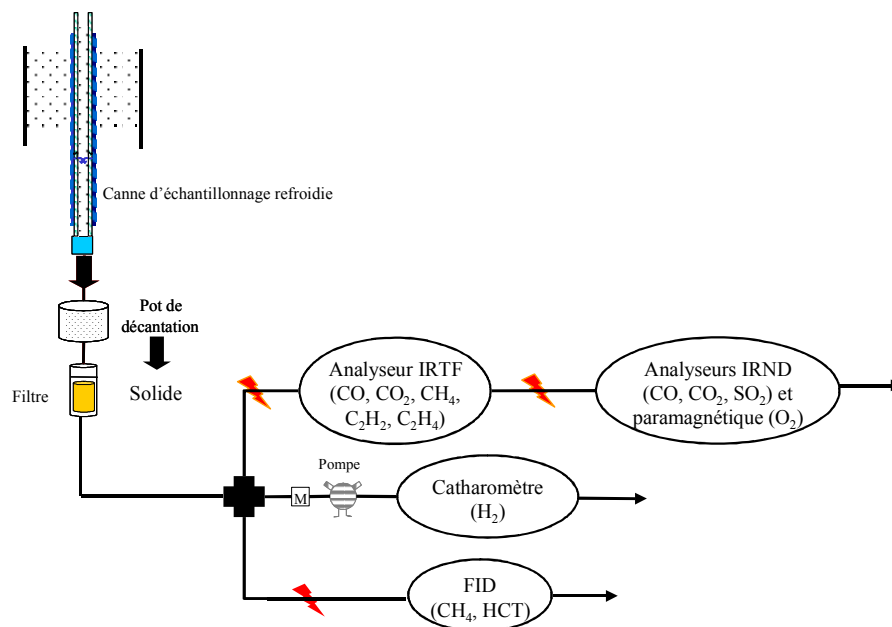 Canne d'échantillonnage refroidie
Pot de
décantation
Filtre
Solide
Analyseur IRTF
(CO, CO₂, CH₄,
C₂H₂, C₂H₄)
Analyseurs IRND
(CO, CO₂, SO₂) et
paramagnétique (O₂)
Pompe
M
Catharomètre
(H₂)
FID
(CH₄, HCT)